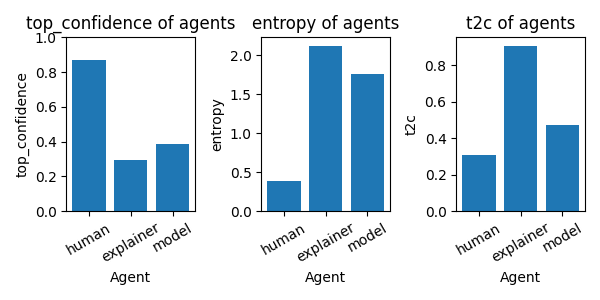 top_confidence of agents
top_confidence
1.0
0.8
0.6
0.4
0.2
0.0
human
explainer
model
Agent
entropy of agents
entropy
2.0
1.5
1.0
0.5
0.0
human
explainer
model
Agent
t2c of agents
t2c
0.8
0.6
0.4
0.2
0.0
human
explainer
model
Agent